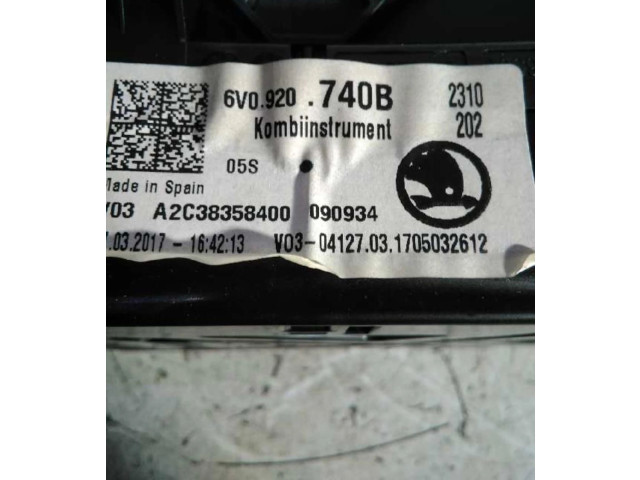 6V0.920 .740B 2310
Kombiinstrument 202
05S
Made in Spain
V03 A2C38358400 090934
.03.2017 - 16:42:13 V03-04127.03.1705032612